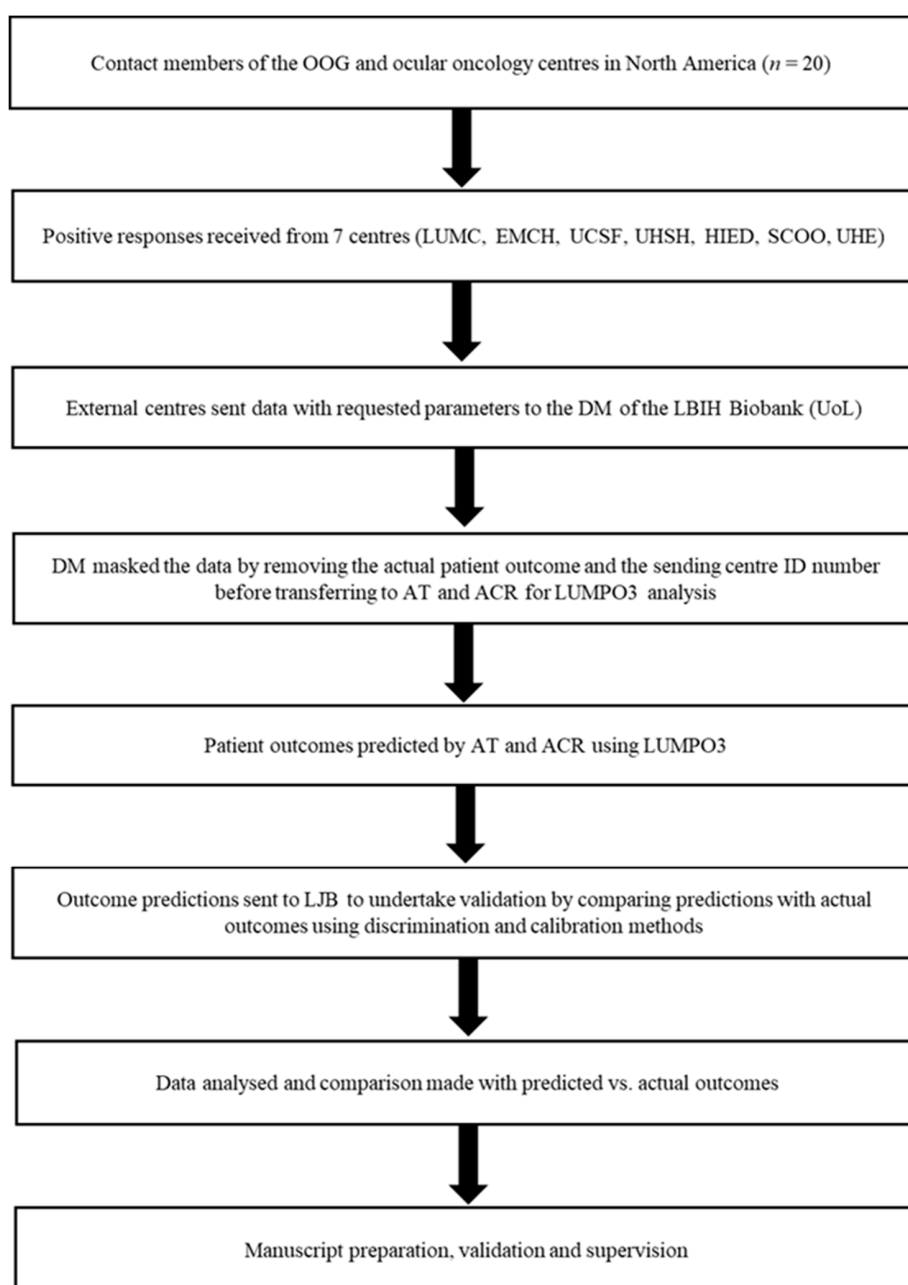 Contact members of the OOG and ocular oncology centres in North America (n = 20)
Positive responses received from 7 centres (LUMC, EMCH, UCSF, UHSH, HIED, SCOO, UHE)
External centres sent data with requested parameters to the DM of the LBIH Biobank (UoL)
DM masked the data by removing the actual patient outcome and the sending centre ID number
before transferring to AT and ACR for LUMPO3 analysis
Patient outcomes predicted by AT and ACR using LUMPO3
Outcome predictions sent to LJB to undertake validation by comparing predictions with actual
outcomes using discrimination and calibration methods
Data analysed and comparison made with predicted vs. actual outcomes
Manuscript preparation, validation and supervision